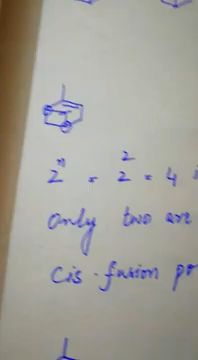 2ⁿ = 2² = 4
only two are
cis-fusion